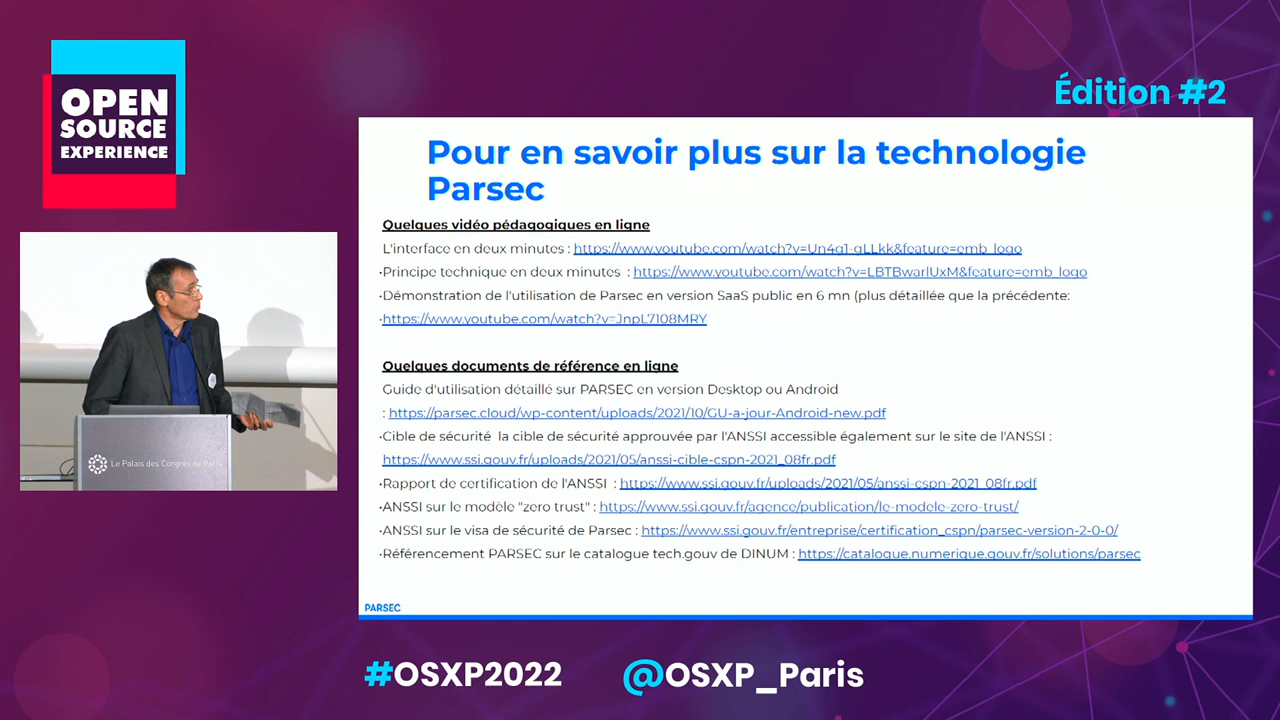 OPEN
SOURCE
EXPERIENCE
Édition #2
Pour en savoir plus sur la technologie
Parsec
Quelques vidéo pédagogiques en ligne
L'interface en deux minutes : https://www.youtube.com/watch?v=Un4q1-gLLkk&feature=emb_logo
•Principe technique en deux minutes : https://www.youtube.com/watch?v=LBTBwarlUxM&feature=emb_logo
•Démonstration de l'utilisation de Parsec en version SaaS public en 6 mn (plus détaillée que la précédente:
•https://www.youtube.com/watch?v=JnpL7108MRY
Quelques documents de référence en ligne
Guide d'utilisation détaillé sur PARSEC en version Desktop ou Android
: https://parsec.cloud/wp-content/uploads/2021/10/GU-a-jour-Android-new.pdf
•Cible de sécurité la cible de sécurité approuvée par l'ANSSI accessible également sur le site de l'ANSSI :
https://www.ssi.gouv.fr/uploads/2021/05/anssi-cible-cspn-2021_08fr.pdf
•Rapport de certification de l'ANSSI : https://www.ssi.gouv.fr/uploads/2021/05/anssi-cspn-2021_08fr.pdf
•ANSSI sur le modèle "zero trust" : https://www.ssi.gouv.fr/agence/publication/le-modele-zero-trust/
•ANSSI sur le visa de sécurité de Parsec : https://www.ssi.gouv.fr/entreprise/certification_cspn/parsec-version-2-0-0/
•Référencement PARSEC sur le catalogue tech.gouv de DINUM : https://catalogue.numerique.gouv.fr/solutions/parsec
PARSEC
Le Palais des Congrès de Paris
#OSXP2022
@OSXP_Paris